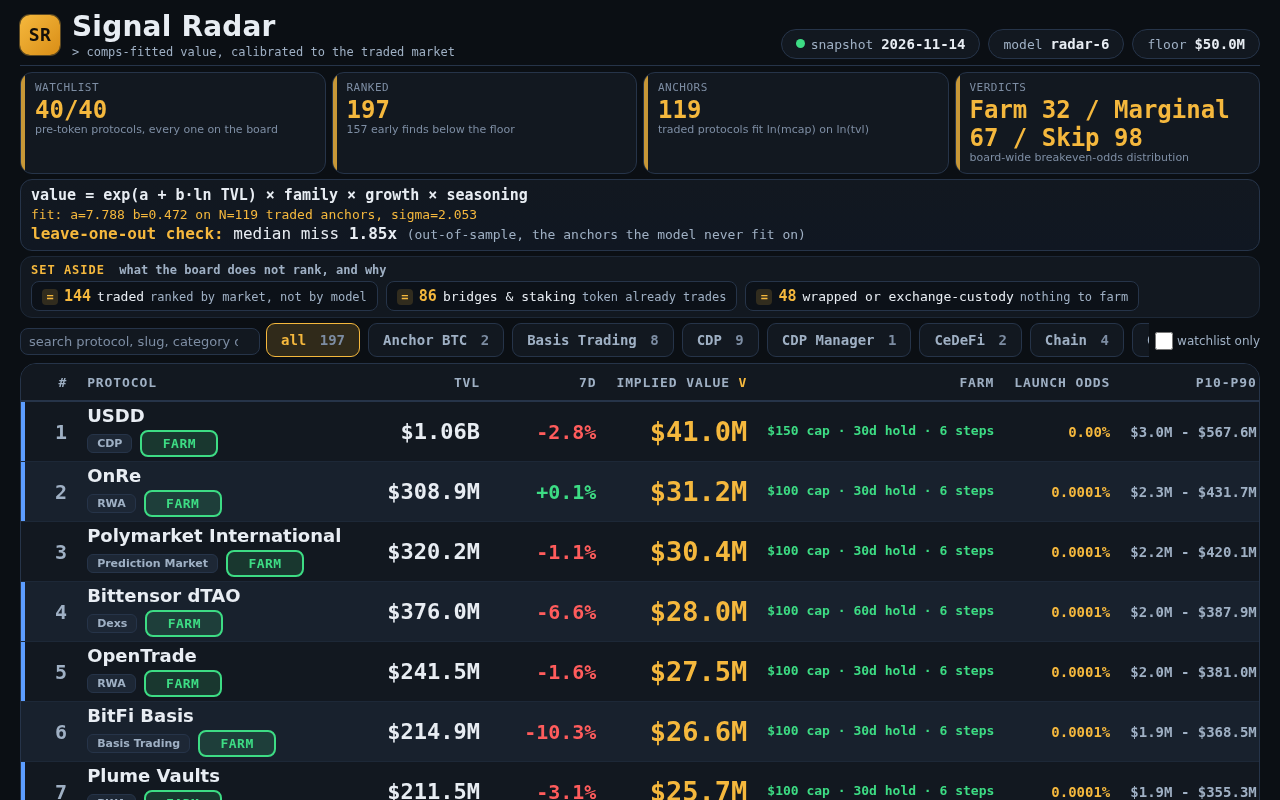 SR
Signal Radar
> comps-fitted value, calibrated to the traded market
snapshot 2026-11-14
model radar-6
floor $50.0M
WATCHLIST
40/40
pre-token protocols, every one on the board
RANKED
197
157 early finds below the floor
ANCHORS
119
traded protocols fit ln(mcap) on ln(tvl)
VERDICTS
Farm 32 / Marginal
67 / Skip 98
board-wide breakeven-odds distribution
value = exp(a + b·ln TVL) × family × growth × seasoning
fit: a=7.788 b=0.472 on N=119 traded anchors, sigma=2.053
leave-one-out check: median miss 1.85x (out-of-sample, the anchors the model never fit on)
SET ASIDE what the board does not rank, and why
= 144 traded ranked by market, not by model
= 86 bridges & staking token already trades
= 48 wrapped or exchange-custody nothing to farm
search protocol, slug, category
all 197
Anchor BTC 2
Basis Trading 8
CDP 9
CDP Manager 1
CeDeFi 2
Chain 4
watchlist only
# PROTOCOL TVL 7D IMPLIED VALUE V FARM LAUNCH ODDS P10-P90
1 USDD CDP FARM $1.06B -2.8% $41.0M $150 cap · 30d hold · 6 steps 0.00% $3.0M - $567.6M
2 OnRe RWA FARM $308.9M +0.1% $31.2M $100 cap · 30d hold · 6 steps 0.0001% $2.3M - $431.7M
3 Polymarket International Prediction Market FARM $320.2M -1.1% $30.4M $100 cap · 30d hold · 6 steps 0.0001% $2.2M - $420.1M
4 Bittensor dTAO Dexs FARM $376.0M -6.6% $28.0M $100 cap · 60d hold · 6 steps 0.0001% $2.0M - $387.9M
5 OpenTrade RWA FARM $241.5M -1.6% $27.5M $100 cap · 30d hold · 6 steps 0.0001% $2.0M - $381.0M
6 BitFi Basis Basis Trading FARM $214.9M -10.3% $26.6M $100 cap · 30d hold · 6 steps 0.0001% $1.9M - $368.5M
7 Plume Vaults $211.5M -3.1% $25.7M $100 cap · 30d hold · 6 steps 0.0001% $1.9M - $355.3M